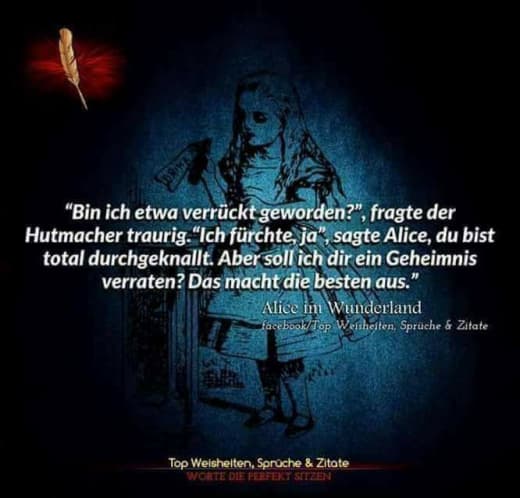 “Bin ich etwa verrückt geworden?”, fragte der
Hutmacher traurig.“Ich fürchte, ja”, sagte Alice, du bist
total durchgeknallt. Aber soll ich dir ein Geheimnis
verraten? Das macht die besten aus.”
Alice im Wunderland
facebook/Top Weisheiten, Sprüche & Zitate
Top Weisheiten, Sprüche & Zitate
WORTE DIE PERFEKT SITZEN